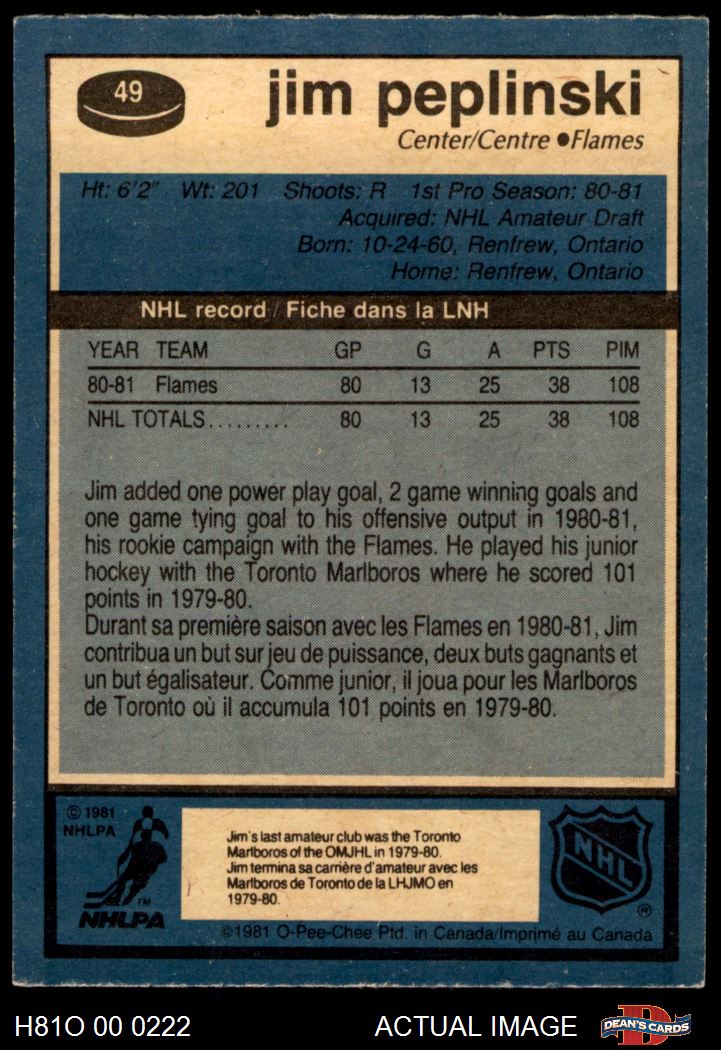 49
jim peplinski
Center/Centre ●Flames
Ht: 6'2" Wt: 201 Shoots: R 1st Pro Season: 80-81
Acquired: NHL Amateur Draft
Born: 10-24-60, Renfrew, Ontario
Home: Renfrew, Ontario
NHL record / Fiche dans la LNH
YEAR TEAM GP G A PTS PIM
80-81 Flames 80 13 25 38 108
NHL TOTALS......... 80 13 25 38 108
Jim added one power play goal, 2 game winning goals and
one game tying goal to his offensive output in 1980-81,
his rookie campaign with the Flames. He played his junior
hockey with the Toronto Marlboros where he scored 101
points in 1979-80.
Durant sa première saison avec les Flames en 1980-81, Jim
contribua un but sur jeu de puissance, deux buts gagnants et
un but égalisateur. Comme junior, il joua pour les Marlboros
de Toronto où il accumula 101 points en 1979-80.
© 1981
NHLPA
TM
NHLPA
Jim's last amateur club was the Toronto
Marlboros of the OMJHL in 1979-80.
Jim termina sa carrière d'amateur avec les
Marlboros de Toronto de la LHJMO en
1979-80.
NHL
®
©1981 O-Pee-Chee Ptd. in Canada/Imprimé au Canada
H81O 00 0222
ACTUAL IMAGE
D
DEAN'S CARDS